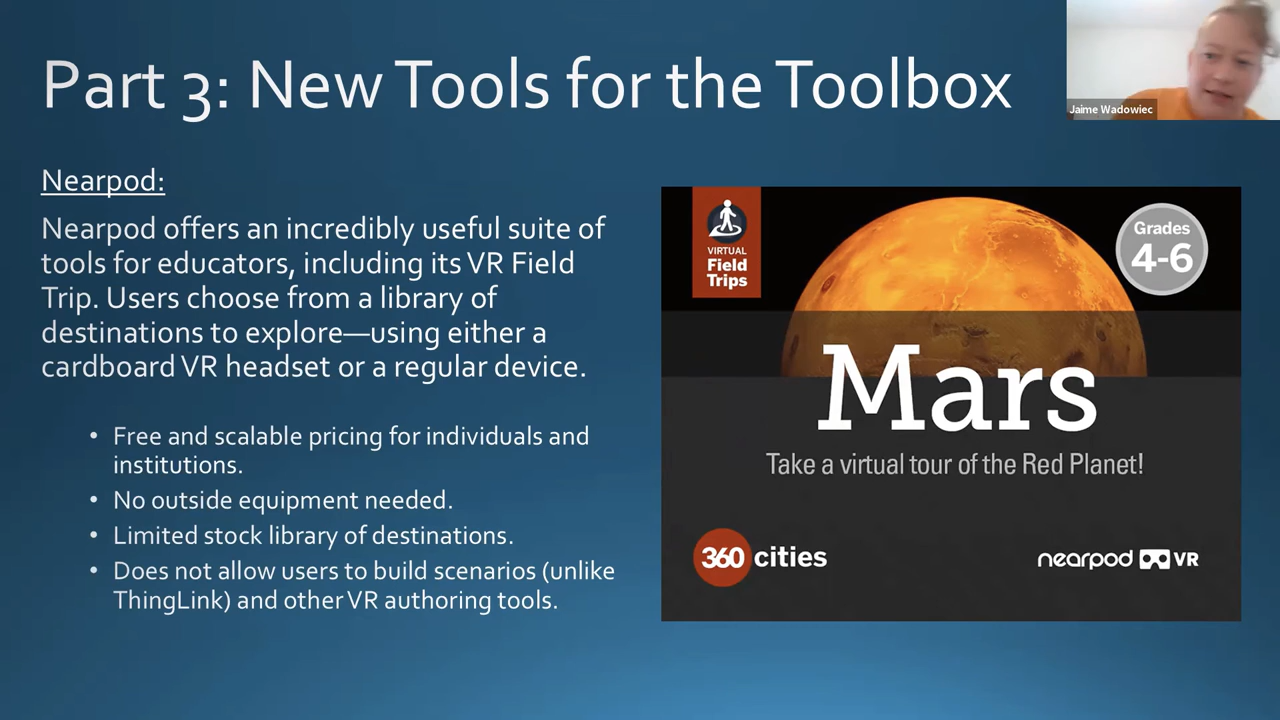 Part 3: New Tools for the Toolbox
Jaime Wadowiec
Nearpod:
Nearpod offers an incredibly useful suite of
tools for educators, including its VR Field
Trip. Users choose from a library of
destinations to explore—using either a
cardboard VR headset or a regular device.
• Free and scalable pricing for individuals and
institutions.
• No outside equipment needed.
• Limited stock library of destinations.
• Does not allow users to build scenarios (unlike
ThingLink) and other VR authoring tools.
VIRTUAL
Field
Trips
Grades
4-6
Mars
Take a virtual tour of the Red Planet!
360 cities
nearpod VR